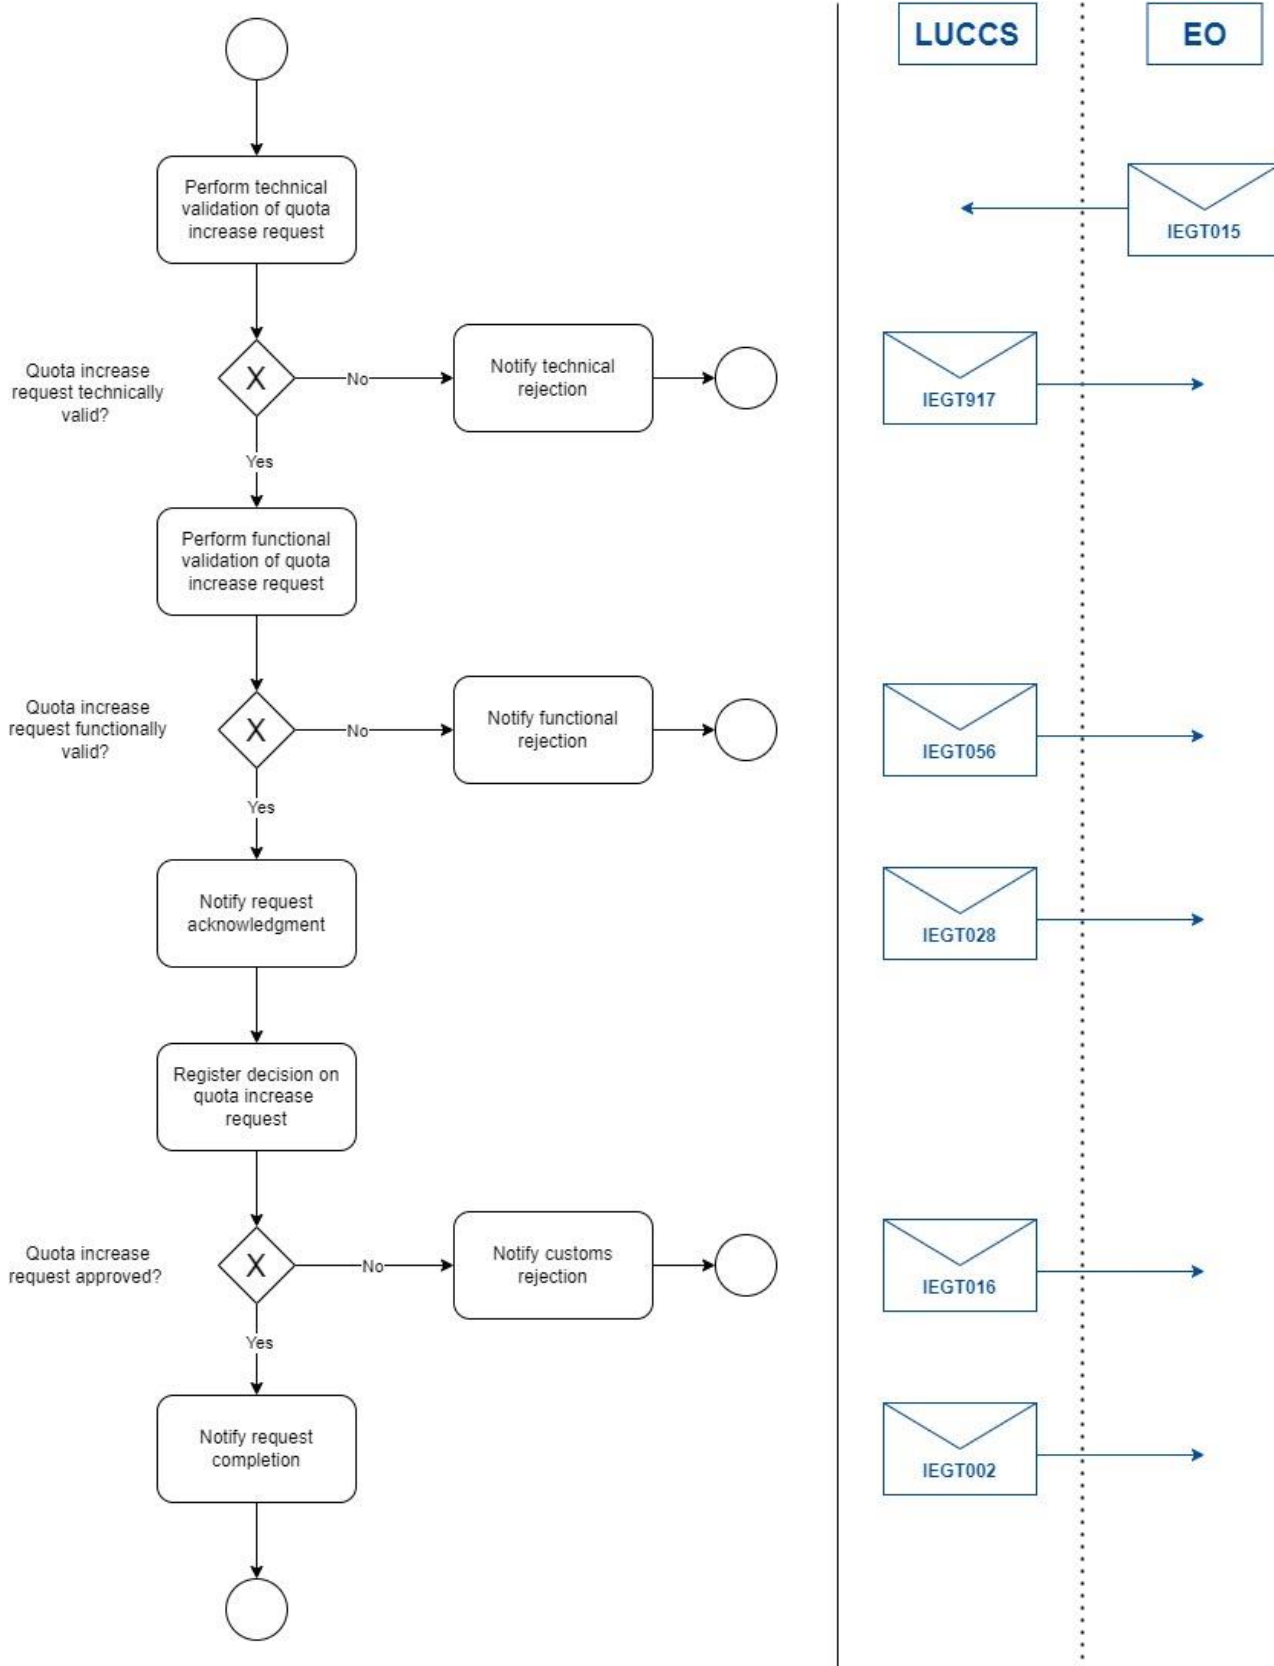 LUCCS
EO
Perform technical
validation of quota
increase request
IEGT015
Quota increase
request technically
valid?
X
No
Notify technical
rejection
IEGT917
Yes
Perform functional
validation of quota
increase request
Quota increase
request functionally
valid?
X
No
Notify functional
rejection
IEGT056
Yes
Notify request
acknowledgment
IEGT028
Register decision on
quota increase
request
Quota increase
request approved?
X
No
Notify customs
rejection
IEGT016
Yes
Notify request
completion
IEGT002